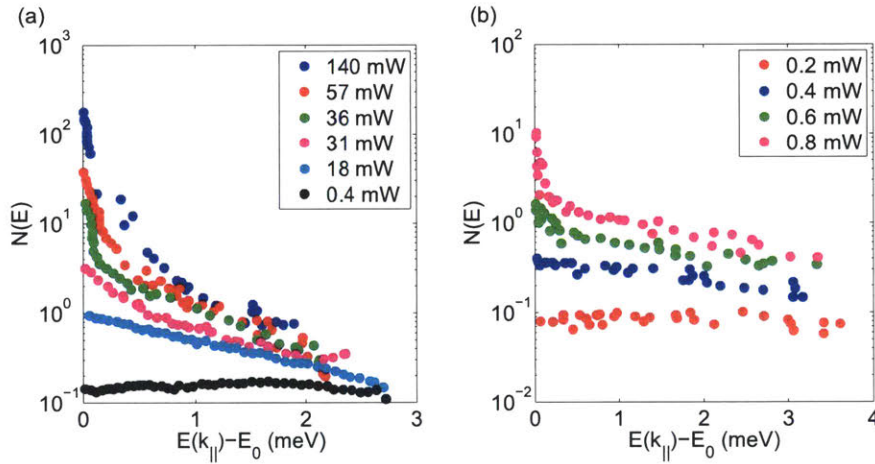 (a)
N(E)
10³
10²
10¹
10⁰
10⁻¹
140 mW
57 mW
36 mW
31 mW
18 mW
0.4 mW
0
1
2
3
E(k||)−E₀ (meV)
(b)
N(E)
10²
10¹
10⁰
10⁻¹
10⁻²
0.2 mW
0.4 mW
0.6 mW
0.8 mW
0
1
2
3
4
E(k||)−E₀ (meV)